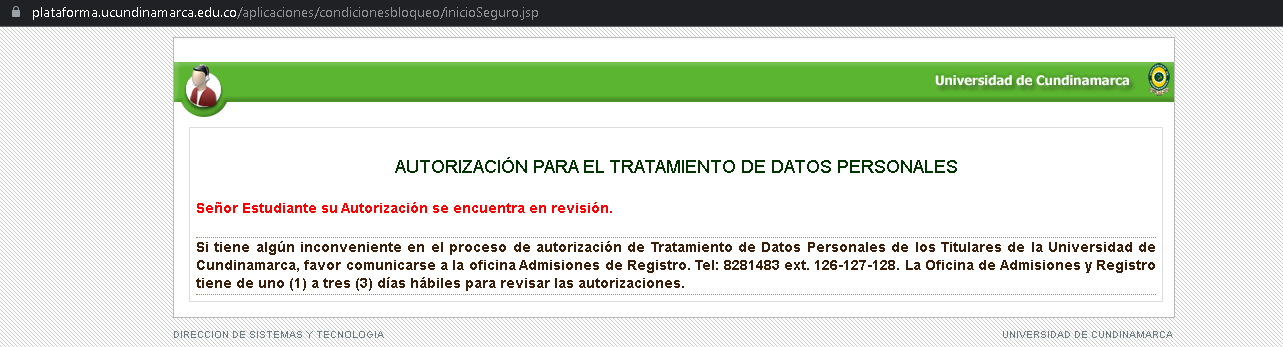 plataforma.ucundinamarca.edu.co/aplicaciones/condicionesbloqueo/inicioSeguro.jsp
Universidad de Cundinamarca
AUTORIZACIÓN PARA EL TRATAMIENTO DE DATOS PERSONALES
Señor Estudiante su Autorización se encuentra en revisión.
Si tiene algún inconveniente en el proceso de autorización de Tratamiento de Datos Personales de los Titulares de la Universidad de
Cundinamarca, favor comunicarse a la oficina Admisiones de Registro. Tel: 8281483 ext. 126-127-128. La Oficina de Admisiones y Registro
tiene de uno (1) a tres (3) días hábiles para revisar las autorizaciones.
DIRECCION DE SISTEMAS Y TECNOLOGIA
UNIVERSIDAD DE CUNDINAMARCA